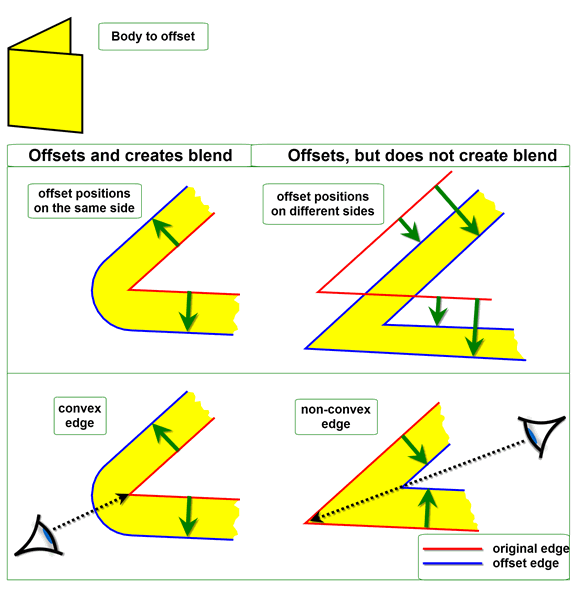 Body to offset
Offsets and creates blend
Offsets, but does not create blend
offset positions
on the same side
offset positions
on different sides
convex
edge
non-convex
edge
original edge
offset edge